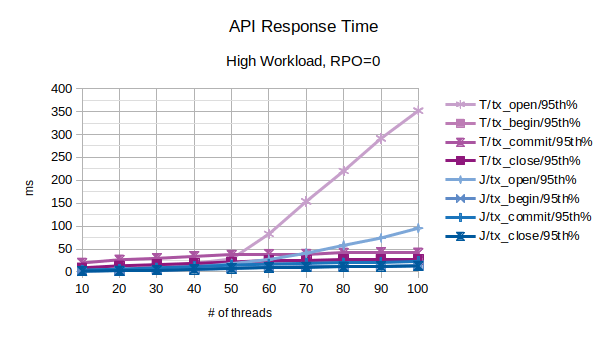 API Response Time
High Workload, RPO=0
400
350
300
250
200
150
100
50
0
ms
10 20 30 40 50 60 70 80 90 100
# of threads
T/tx_open/95th%
T/tx_begin/95th%
T/tx_commit/95th%
T/tx_close/95th%
J/tx_open/95th%
J/tx_begin/95th%
J/tx_commit/95th%
J/tx_close/95th%